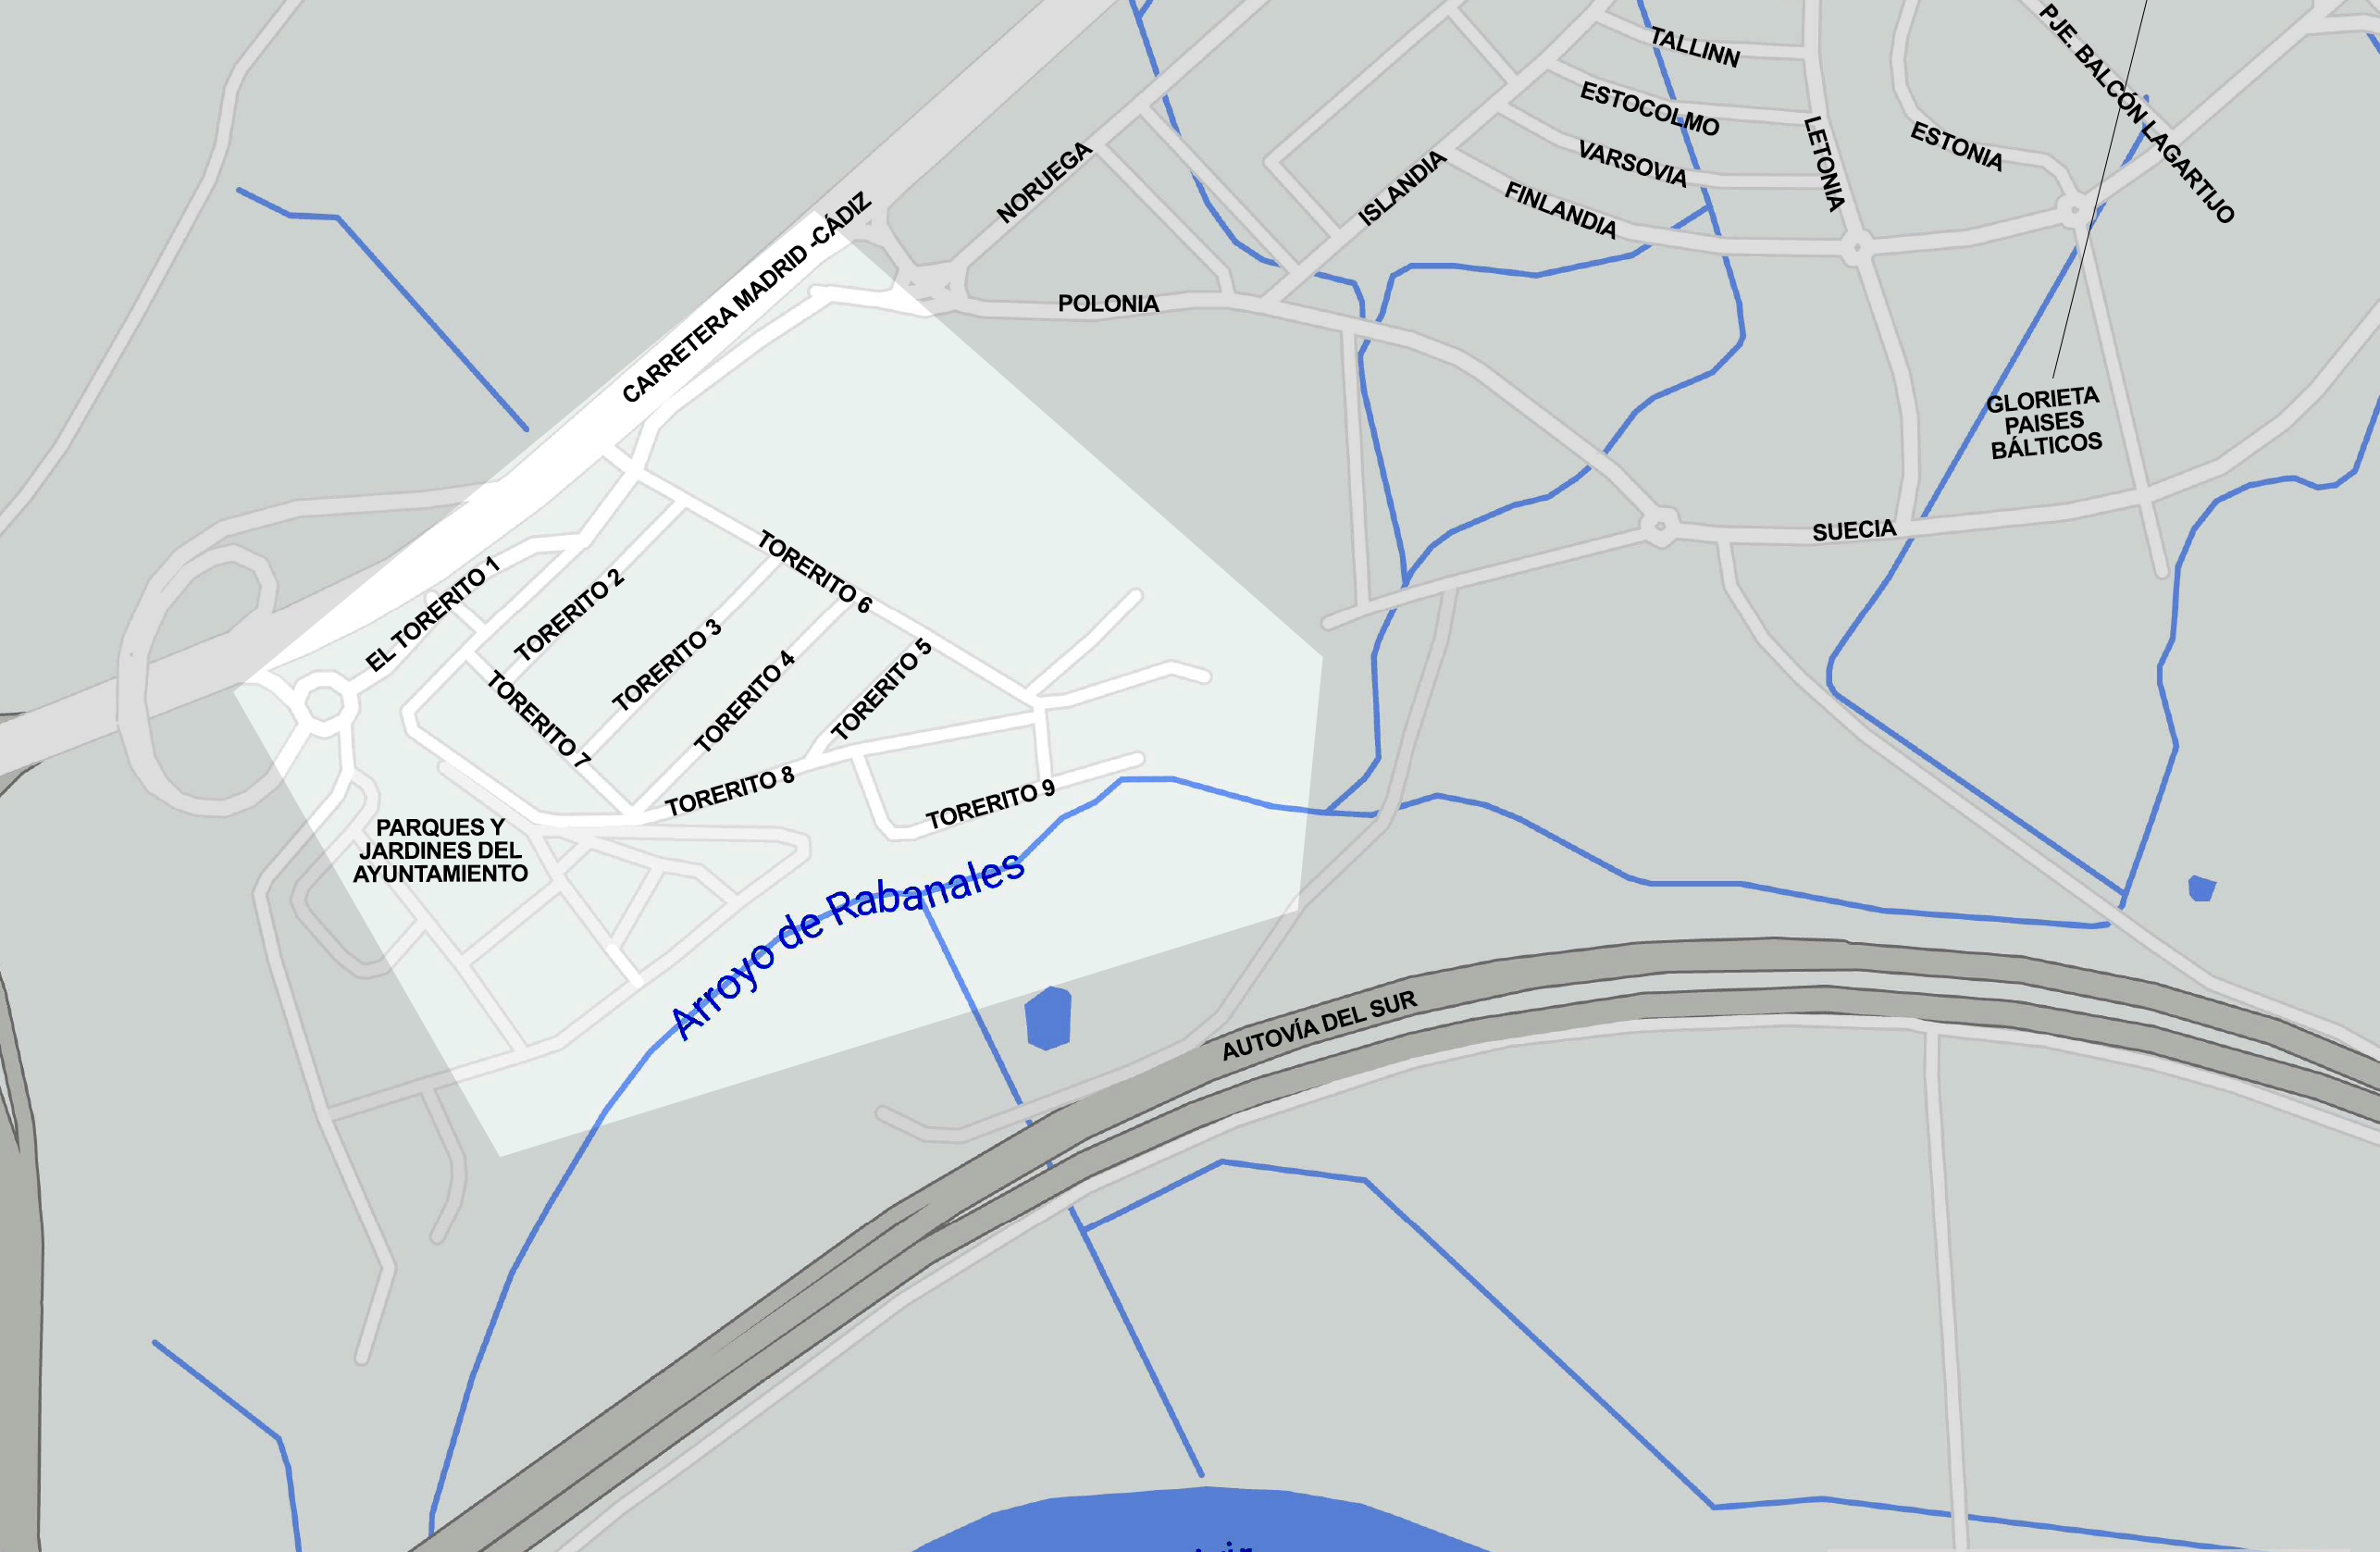 PJE. BALCÓN LAGARTIJO
TALLINN
ESTOCOLMO
VARSOVIA
FINLANDIA
LETONIA
ESTONIA
NORUEGA
ISLANDIA
CARRETERA MADRID -CÁDIZ
POLONIA
GLORIETA
PAISES
BÁLTICOS
SUECIA
EL TORERITO 1
TORERITO 2
TORERITO 3
TORERITO 4
TORERITO 5
TORERITO 6
TORERITO 7
TORERITO 8
TORERITO 9
PARQUES Y
JARDINES DEL
AYUNTAMIENTO
Arroyo de Rabanales
AUTOVÍA DEL SUR